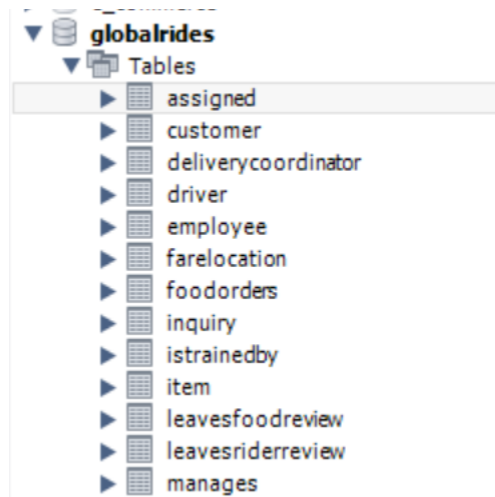 globalrides
Tables
assigned
customer
deliverycoordinator
driver
employee
farelocation
foodorders
inquiry
istrainedby
item
leavesfoodreview
leavesriderreview
manages